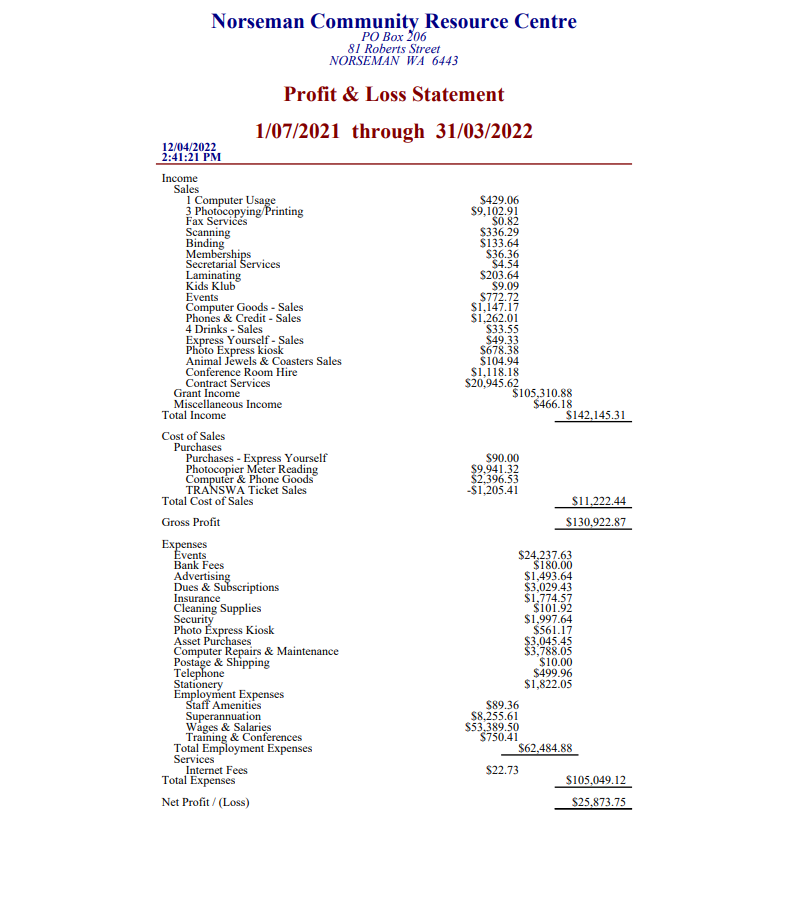 Norseman Community Resource Centre
PO Box 206
81 Roberts Street
NORSEMAN WA 6443
Profit & Loss Statement
1/07/2021 through 31/03/2022
12/04/2022
2:41:21 PM
Income
Sales
1 Computer Usage $429.06
3 Photocopying/Printing $9,102.91
Fax Services $0.82
Scanning $336.29
Binding $133.64
Memberships $36.36
Secretarial Services $4.54
Laminating $203.64
Kids Klub $9.09
Events $772.72
Computer Goods - Sales $1,147.17
Phones & Credit - Sales $1,262.01
4 Drinks - Sales $33.55
Express Yourself - Sales $49.33
Photo Express kiosk $678.38
Animal Jewels & Coasters Sales $104.94
Conference Room Hire $1,118.18
Contract Services $20,945.62
Grant Income $105,310.88
Miscellaneous Income $466.18
Total Income $142,145.31
Cost of Sales
Purchases
Purchases - Express Yourself $90.00
Photocopier Meter Reading $9,941.32
Computer & Phone Goods $2,396.53
TRANSWA Ticket Sales -$1,205.41
Total Cost of Sales $11,222.44
Gross Profit $130,922.87
Expenses
Events $24,237.63
Bank Fees $180.00
Advertising $1,493.64
Dues & Subscriptions $3,029.43
Insurance $1,774.57
Cleaning Supplies $101.92
Security $1,997.64
Photo Express Kiosk $561.17
Asset Purchases $3,045.45
Computer Repairs & Maintenance $3,788.05
Postage & Shipping $10.00
Telephone $499.96
Stationery $1,822.05
Employment Expenses
Staff Amenities $89.36
Superannuation $8,255.61
Wages & Salaries $53,389.50
Training & Conferences $750.41
Total Employment Expenses $62,484.88
Services
Internet Fees $22.73
Total Expenses $105,049.12
Net Profit / (Loss) $25,873.75